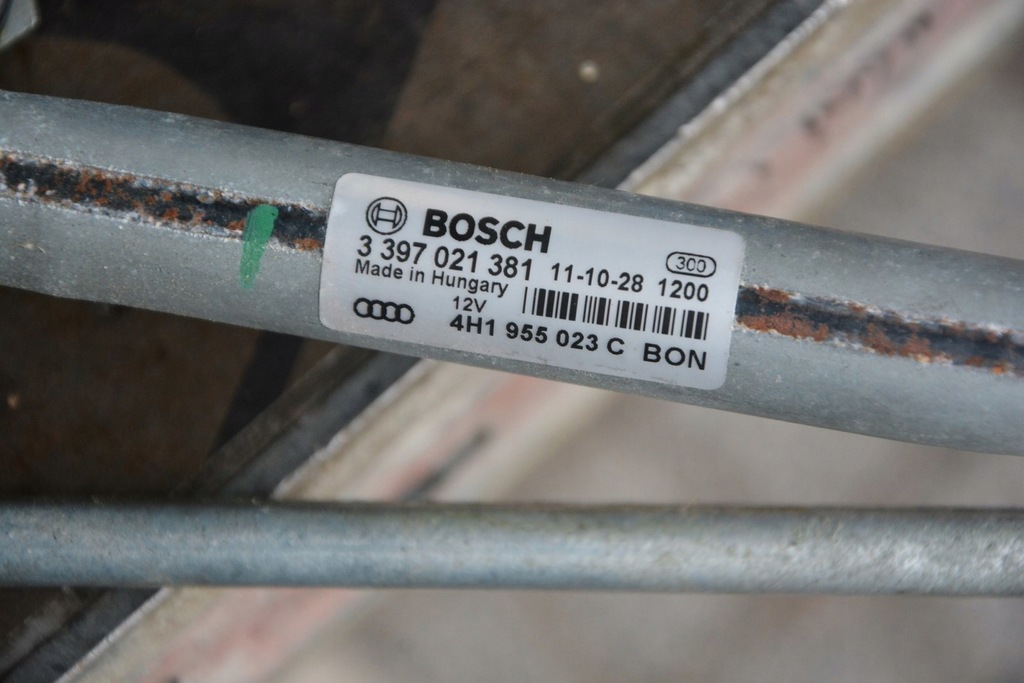 BOSCH
3 397 021 381 11-10-28 300 1200
Made in Hungary
12V
4H1 955 023 C BON